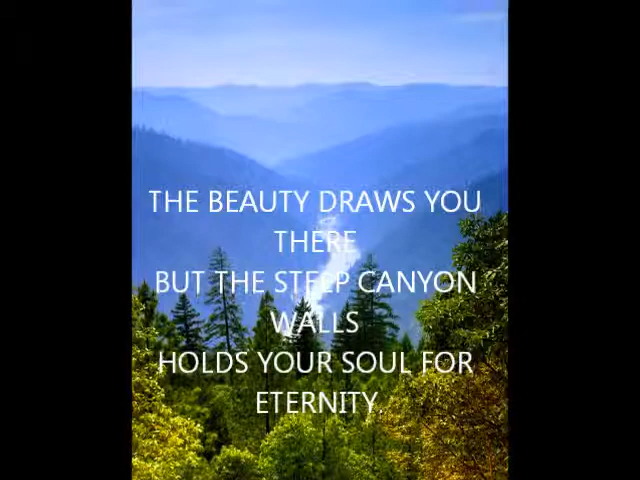 THE BEAUTY DRAWS YOU
THERE
BUT THE STEEP CANYON
WALLS
HOLDS YOUR SOUL FOR
ETERNITY.